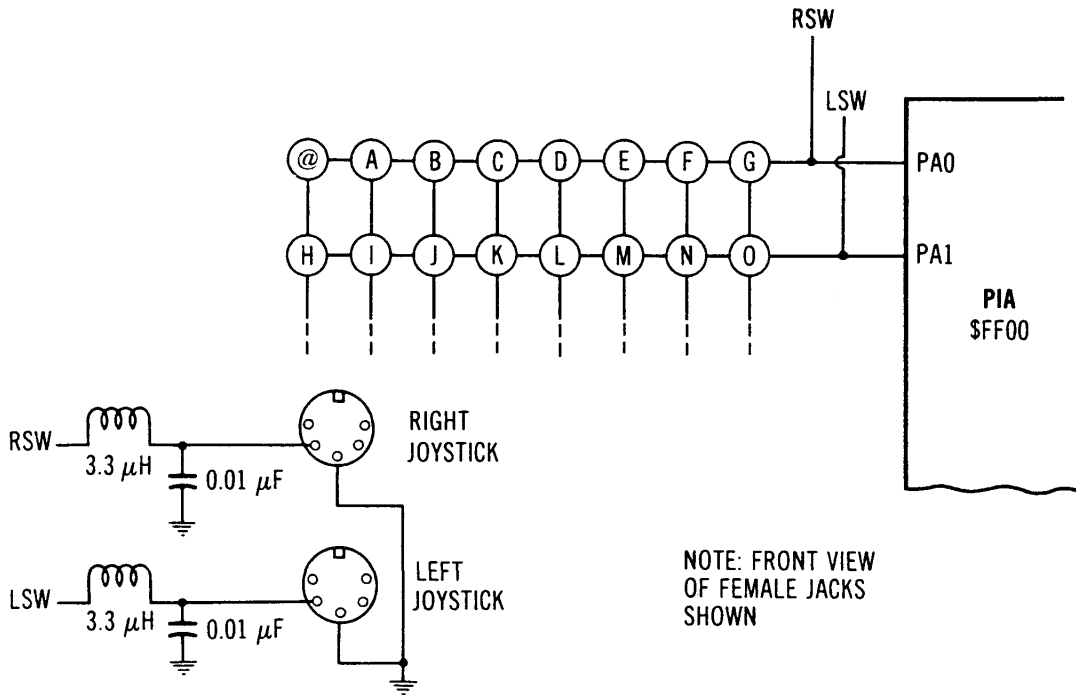 RSW
LSW
@ A B C D E F G
PA0
H I J K L M N O
PA1
PIA
$FF00
RSW
3.3 μH
0.01 μF
RIGHT
JOYSTICK
LSW
3.3 μH
0.01 μF
LEFT
JOYSTICK
NOTE: FRONT VIEW
OF FEMALE JACKS
SHOWN